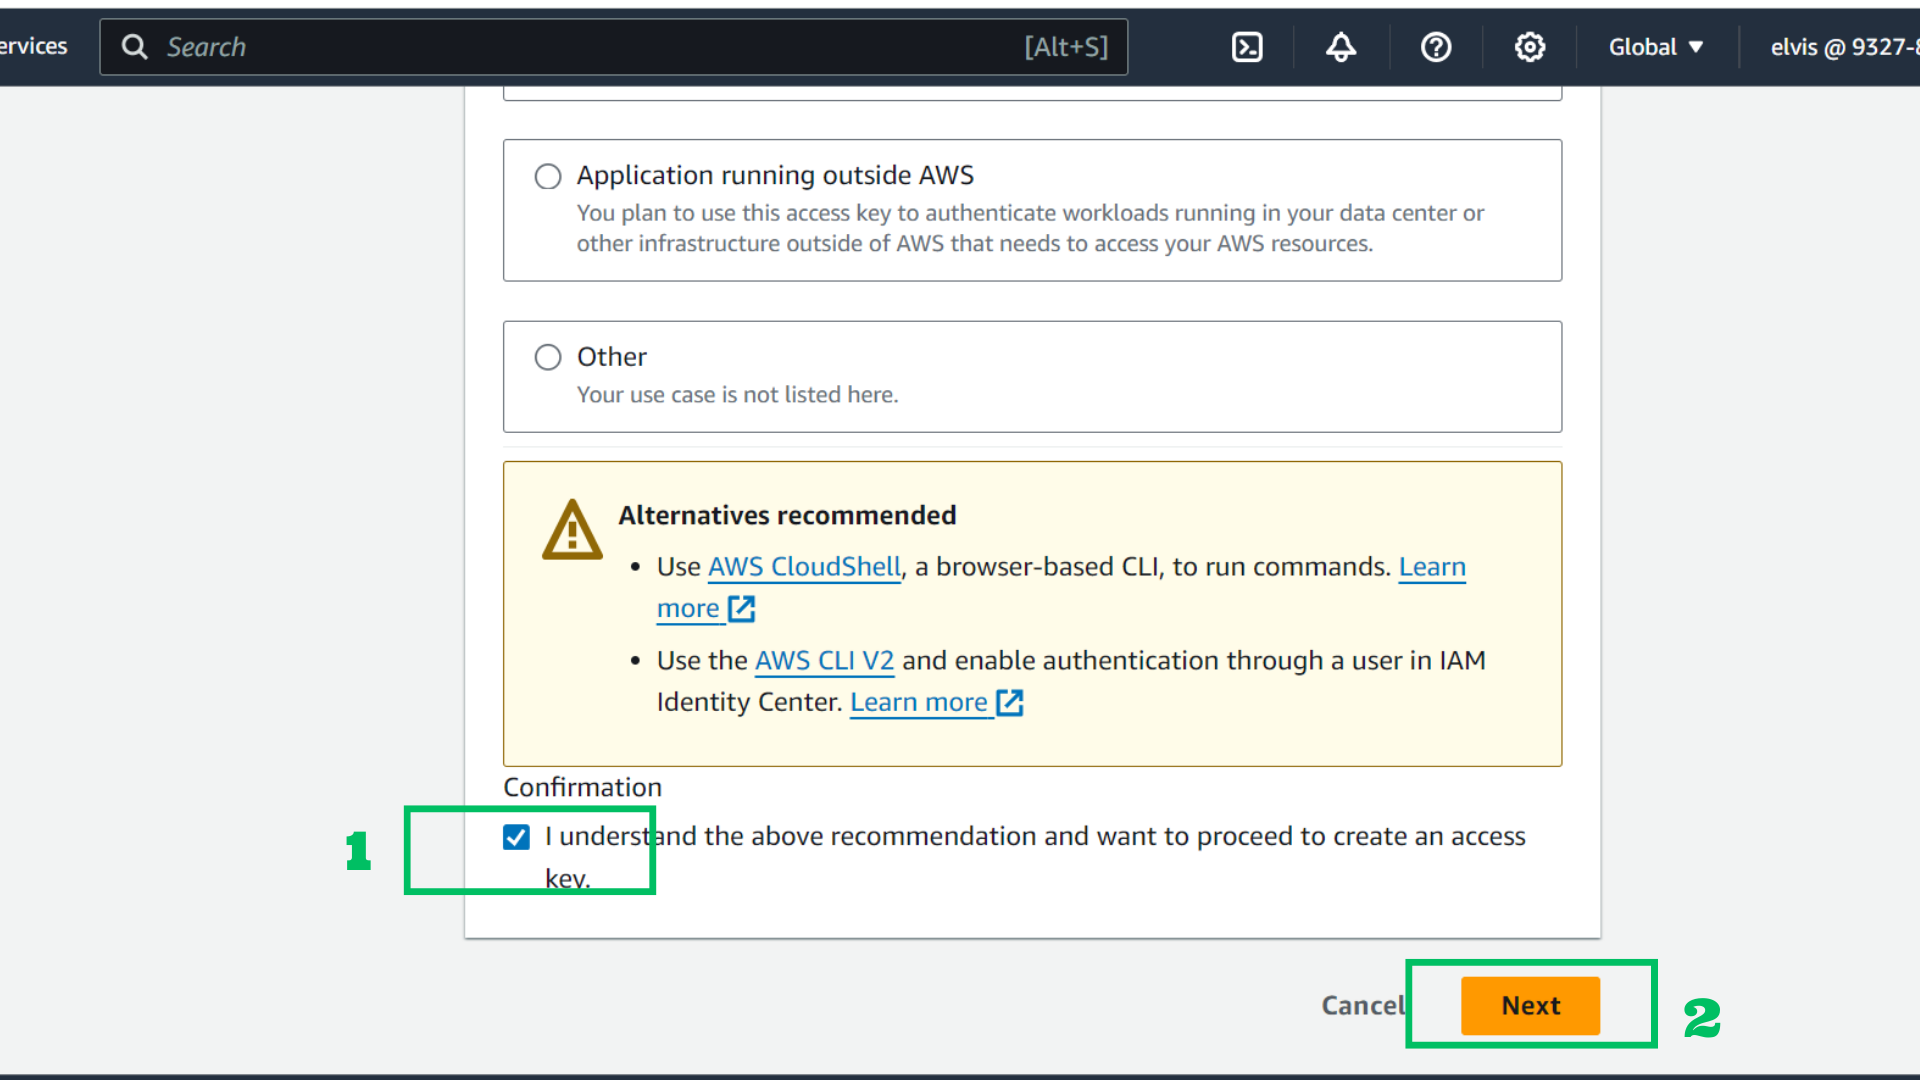 ervices
Search
[Alt+S]
Global
elvis @ 9327-8
Application running outside AWS
You plan to use this access key to authenticate workloads running in your data center or
other infrastructure outside of AWS that needs to access your AWS resources.
Other
Your use case is not listed here.
Alternatives recommended
• Use AWS CloudShell, a browser-based CLI, to run commands. Learn
more
• Use the AWS CLI V2 and enable authentication through a user in IAM
Identity Center. Learn more
Confirmation
1
I understand the above recommendation and want to proceed to create an access
key.
Cancel
Next
2